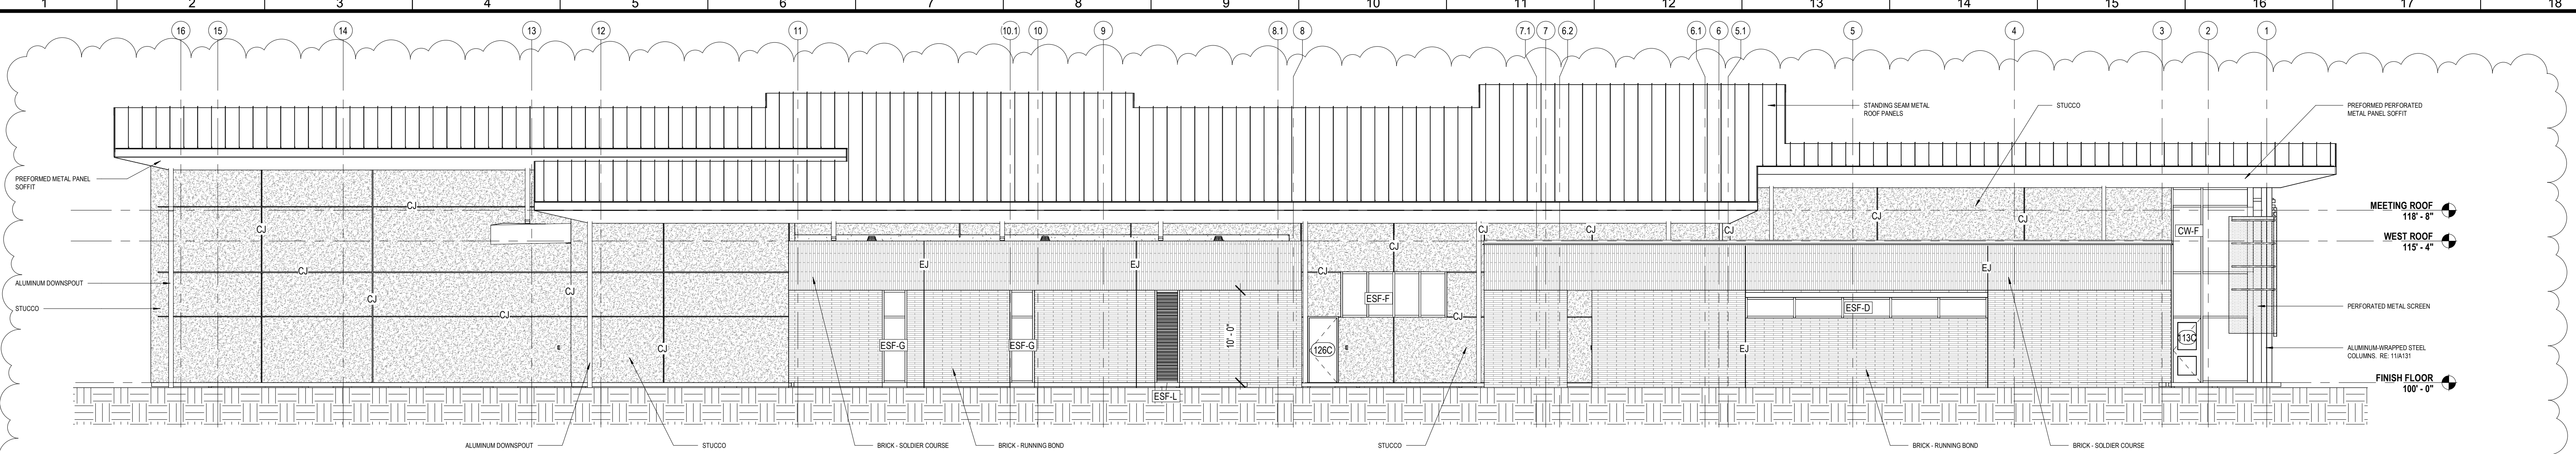 1 2 3 4 5 6 7 8 9 10 11 12 13 14 15 16 17 18
16 15 14 13 12 11 10.1 10 9 8.1 8 7.1 7 6.2 6.1 6 5.1 5 4 3 2 1
STANDING SEAM METAL
ROOF PANELS
STUCCO
PREFORMED PERFORATED
METAL PANEL SOFFIT
PREFORMED METAL PANEL
SOFFIT
CJ
CJ
CJ
CJ
CJ
CJ
CJ
CJ
EJ
EJ
CJ
CJ
CJ
CJ
CJ
CJ
CJ
CJ
EJ
EJ
CW-F
MEETING ROOF
118' - 8"
WEST ROOF
115' - 4"
ALUMINUM DOWNSPOUT
STUCCO
ESF-G
ESF-G
ESF-L
10' - 0"
ESF-F
126C
ESF-D
113C
PERFORATED METAL SCREEN
ALUMINUM-WRAPPED STEEL
COLUMNS. RE: 11/A131
FINISH FLOOR
100' - 0"
ALUMINUM DOWNSPOUT
STUCCO
BRICK - SOLDIER COURSE
BRICK - RUNNING BOND
STUCCO
BRICK - RUNNING BOND
BRICK - SOLDIER COURSE